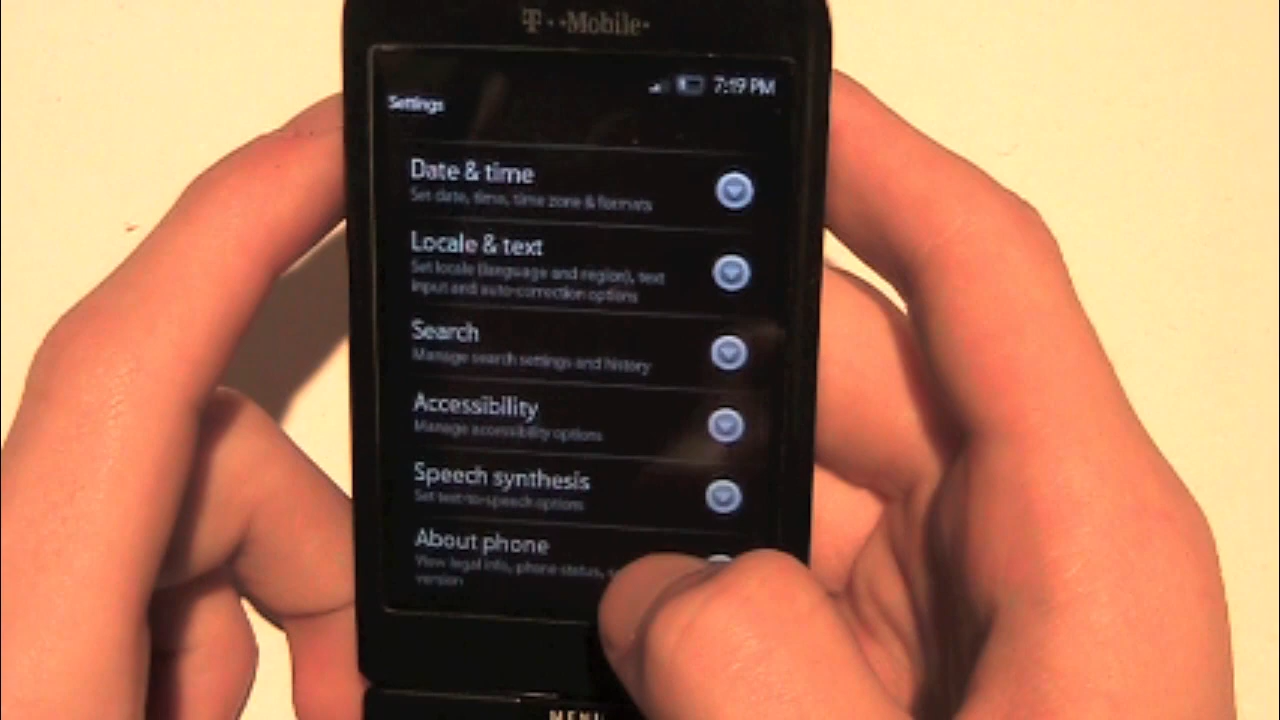 T··Mobile·
7:19 PM
Settings
Date & time
Set date, time, time zone & formats
Locale & text
Set locale (language and region), text
input and auto-correction options
Search
Manage search settings and history
Accessibility
Manage accessibility options
Speech synthesis
Set text-to-speech options
About phone
View legal info, phone status,
version
MENU